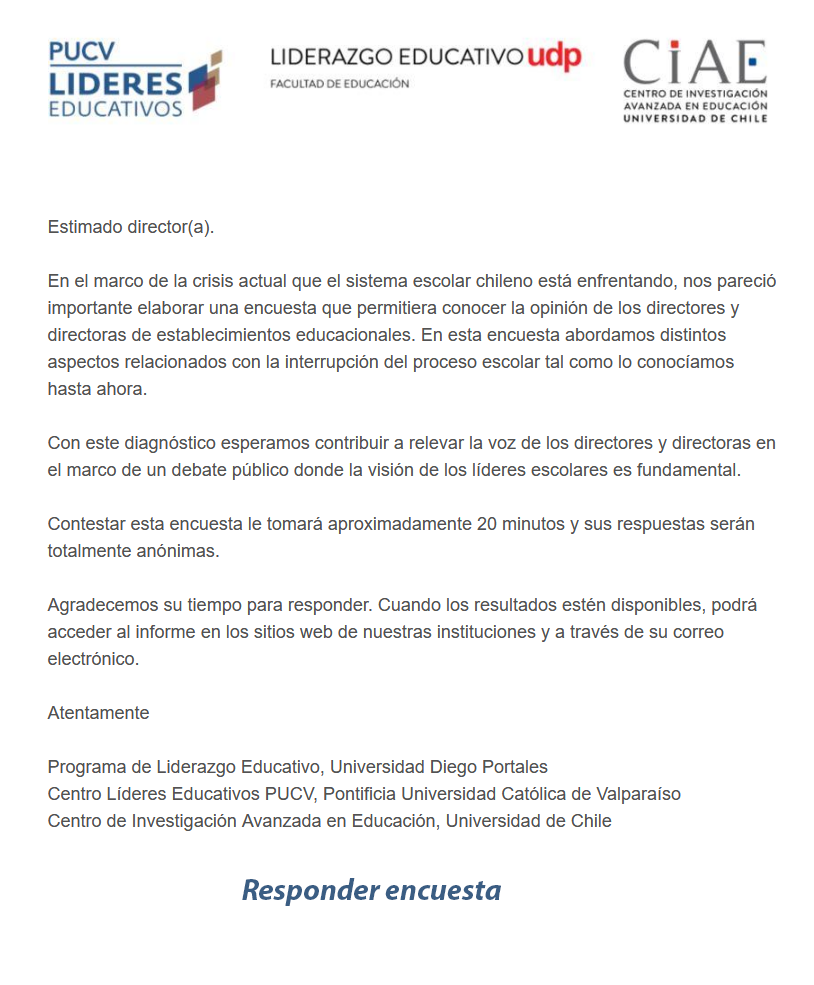 PUCV
LIDERES
EDUCATIVOS
LIDERAZGO EDUCATIVO udp
FACULTAD DE EDUCACIÓN
CiAE
CENTRO DE INVESTIGACIÓN
AVANZADA EN EDUCACIÓN
UNIVERSIDAD DE CHILE
Estimado director(a).
En el marco de la crisis actual que el sistema escolar chileno está enfrentando, nos pareció
importante elaborar una encuesta que permitiera conocer la opinión de los directores y
directoras de establecimientos educacionales. En esta encuesta abordamos distintos
aspectos relacionados con la interrupción del proceso escolar tal como lo conocíamos
hasta ahora.
Con este diagnóstico esperamos contribuir a relevar la voz de los directores y directoras en
el marco de un debate público donde la visión de los líderes escolares es fundamental.
Contestar esta encuesta le tomará aproximadamente 20 minutos y sus respuestas serán
totalmente anónimas.
Agradecemos su tiempo para responder. Cuando los resultados estén disponibles, podrá
acceder al informe en los sitios web de nuestras instituciones y a través de su correo
electrónico.
Atentamente
Programa de Liderazgo Educativo, Universidad Diego Portales
Centro Líderes Educativos PUCV, Pontificia Universidad Católica de Valparaíso
Centro de Investigación Avanzada en Educación, Universidad de Chile
Responder encuesta